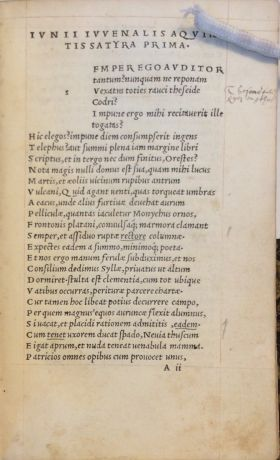 IVNII IVVENALIS AQVIN
TIS SATYRA PRIMA.
EMPER EGO AVDITOR
tantum? nunquam ne reponam
s Vexatus toties rauci theseide
Codri?
Impune ergo mihi recitauerit ille
togatas?
Hic elegos? impune diem consumpserit ingens
Telephus? aut summi plena iam margine libri
Scriptus, et in tergo nec dum finitus, Orestes?
Nota magis nulli domus est sua, quam mihi lucus
Martis, et aeoliis uicinum rupibus antrum
Vulcani, Quid agant uenti, quas torqueat umbras
Aeacus, unde alius furtiuae deuehat aurum
Pelliculae, quantas iaculetur Monychus ornos,
Frontonis platani, conuulsaq; marmora clamant
Semper, et assiduo ruptae rectore columnae.
Expectes eadem a summo, minimoq; poeta.
Et nos ergo manum ferulae subduximus, et nos
Consilium dedimus Syllae, priuatus ut altum
Dormiret. stulta est clementia, cum tot ubique
Vatibus occurras, periturae parcere chartae.
Cur tamen hoc libeat potius decurrere campo,
Per quem magnus equos auruncae flexit alumnus,
Si uacat, et placidi rationem admittitis, eadem.
Cum tenet uxorem ducat spado, Neuia thuscum
Figat aprum, et nuda teneat uenabula mamma.
Patricios omnes opibus cum prouocet unus,
A ii